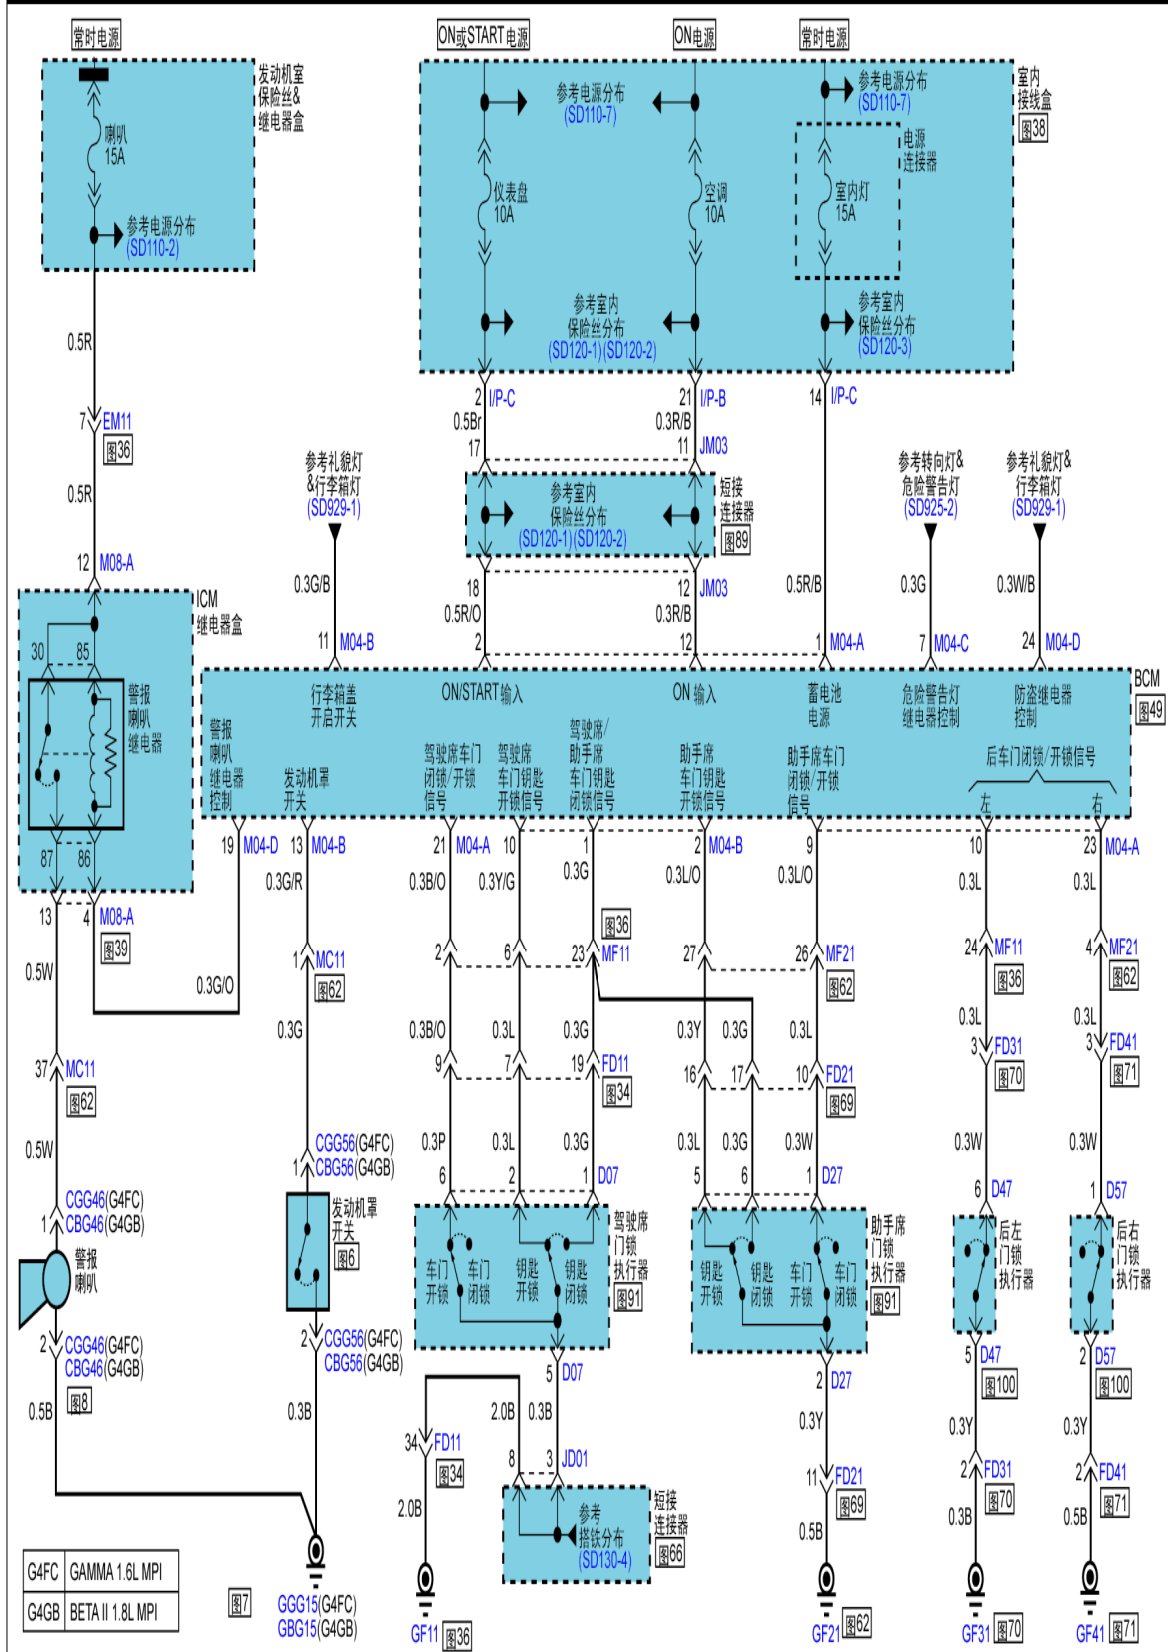 常时电源
ON或START 电源
ON电源
常时电源
发动机室
保险丝&
继电器盒
喇叭
15A
参考电源分布
(SD110-2)
室内
接线盒
图38
参考电源分布
(SD110-7)
参考电源分布
(SD110-7)
电源
连接器
仪表盘
10A
空调
10A
室内灯
15A
参考室内
保险丝分布
(SD120-1)(SD120-2)
参考室内
保险丝分布
(SD120-3)
0.5R
7 EM11
图36
0.5R
12 M08-A
2 I/P-C
0.5Br
17
21 I/P-B
0.3R/B
11 JM03
14 I/P-C
参考室内
保险丝分布
(SD120-1)(SD120-2)
短接
连接器
图89
参考礼貌灯
&行李箱灯
(SD929-1)
参考转向灯&
危险警告灯
(SD925-2)
参考礼貌灯&
行李箱灯
(SD929-1)
0.3G/B
11 M04-B
18
0.5R/O
2
12 JM03
0.3R/B
12
0.5R/B
1 M04-A
0.3G
7 M04-C
0.3W/B
24 M04-D
ICM
继电器盒
30 85
警报
喇叭
继电器
87 86
13 4 M08-A
图39
BCM
图49
行李箱盖
开启开关
ON/START 输入
ON 输入
蓄电池
电源
危险警告灯
继电器控制
防盗继电器
控制
警报
喇叭
继电器
控制
发动机罩
开关
驾驶席车门
闭锁/开锁
信号
驾驶席
车门钥匙
开锁信号
驾驶席/
助手席
车门钥匙
闭锁信号
助手席
车门钥匙
开锁信号
助手席车门
闭锁/开锁
信号
后车门闭锁/开锁信号
左 右
19 M04-D 13 M04-B 21 M04-A 10 1 2 M04-B 9 10 23 M04-A
0.3G/R 0.3B/O 0.3Y/G 0.3G 0.3L/O 0.3L/O 0.3L 0.3L
图36
1 MC11
图62
2 6 23 MF11 27 26 MF21
图62
24 MF11
图36
4 MF21
图62
0.5W
0.3G/O
0.3G 0.3B/O 0.3L 0.3G 0.3Y 0.3G 0.3L 0.3L 0.3L
37 MC11
图62
9 7 19 FD11
图34
16 17 10 FD21
图69
3 FD31
图70
3 FD41
图71
0.5W
CGG56(G4FC)
1 CBG56(G4GB)
0.3P 0.3L 0.3G 0.3L 0.3G 0.3W 0.3W 0.3W
6 2 1 D07 5 6 1 D27 6 D47 1 D57
CGG46(G4FC)
1 CBG46(G4GB)
警报
喇叭
发动机罩
开关
图6
驾驶席
门锁
执行器
图91
车门
开锁
车门
闭锁
钥匙
开锁
钥匙
闭锁
助手席
门锁
执行器
图91
钥匙
开锁
钥匙
闭锁
车门
开锁
车门
闭锁
后左
门锁
执行器
后右
门锁
执行器
2 CGG46(G4FC)
CBG46(G4GB)
图8
2 CGG56(G4FC)
CBG56(G4GB)
0.5B
0.3B
5 D07
2.0B 0.3B
34 FD11
图34
8 3 JD01
2.0B
参考
搭铁分布
(SD130-4)
短接
连接器
图66
2 D27
0.3Y
11 FD21
图69
0.5B
5 D47
图100
0.3Y
2 FD31
图70
0.3B
2 D57
图100
0.3Y
2 FD41
图71
0.5B
G4FC GAMMA 1.6L MPI
G4GB BETA II 1.8L MPI
图7
GGG15(G4FC)
GBG15(G4GB)
GF11 图36
GF21 图62
GF31 图70
GF41 图71